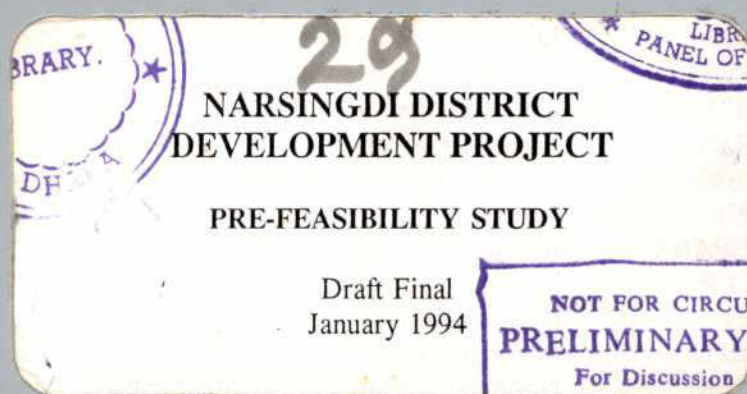 29
LIBR
PANEL OF
BRARY.
DH
NARSINGDI DISTRICT
DEVELOPMENT PROJECT
PRE-FEASIBILITY STUDY
Draft Final
January 1994
NOT FOR CIRCU
PRELIMINARY
For Discussion